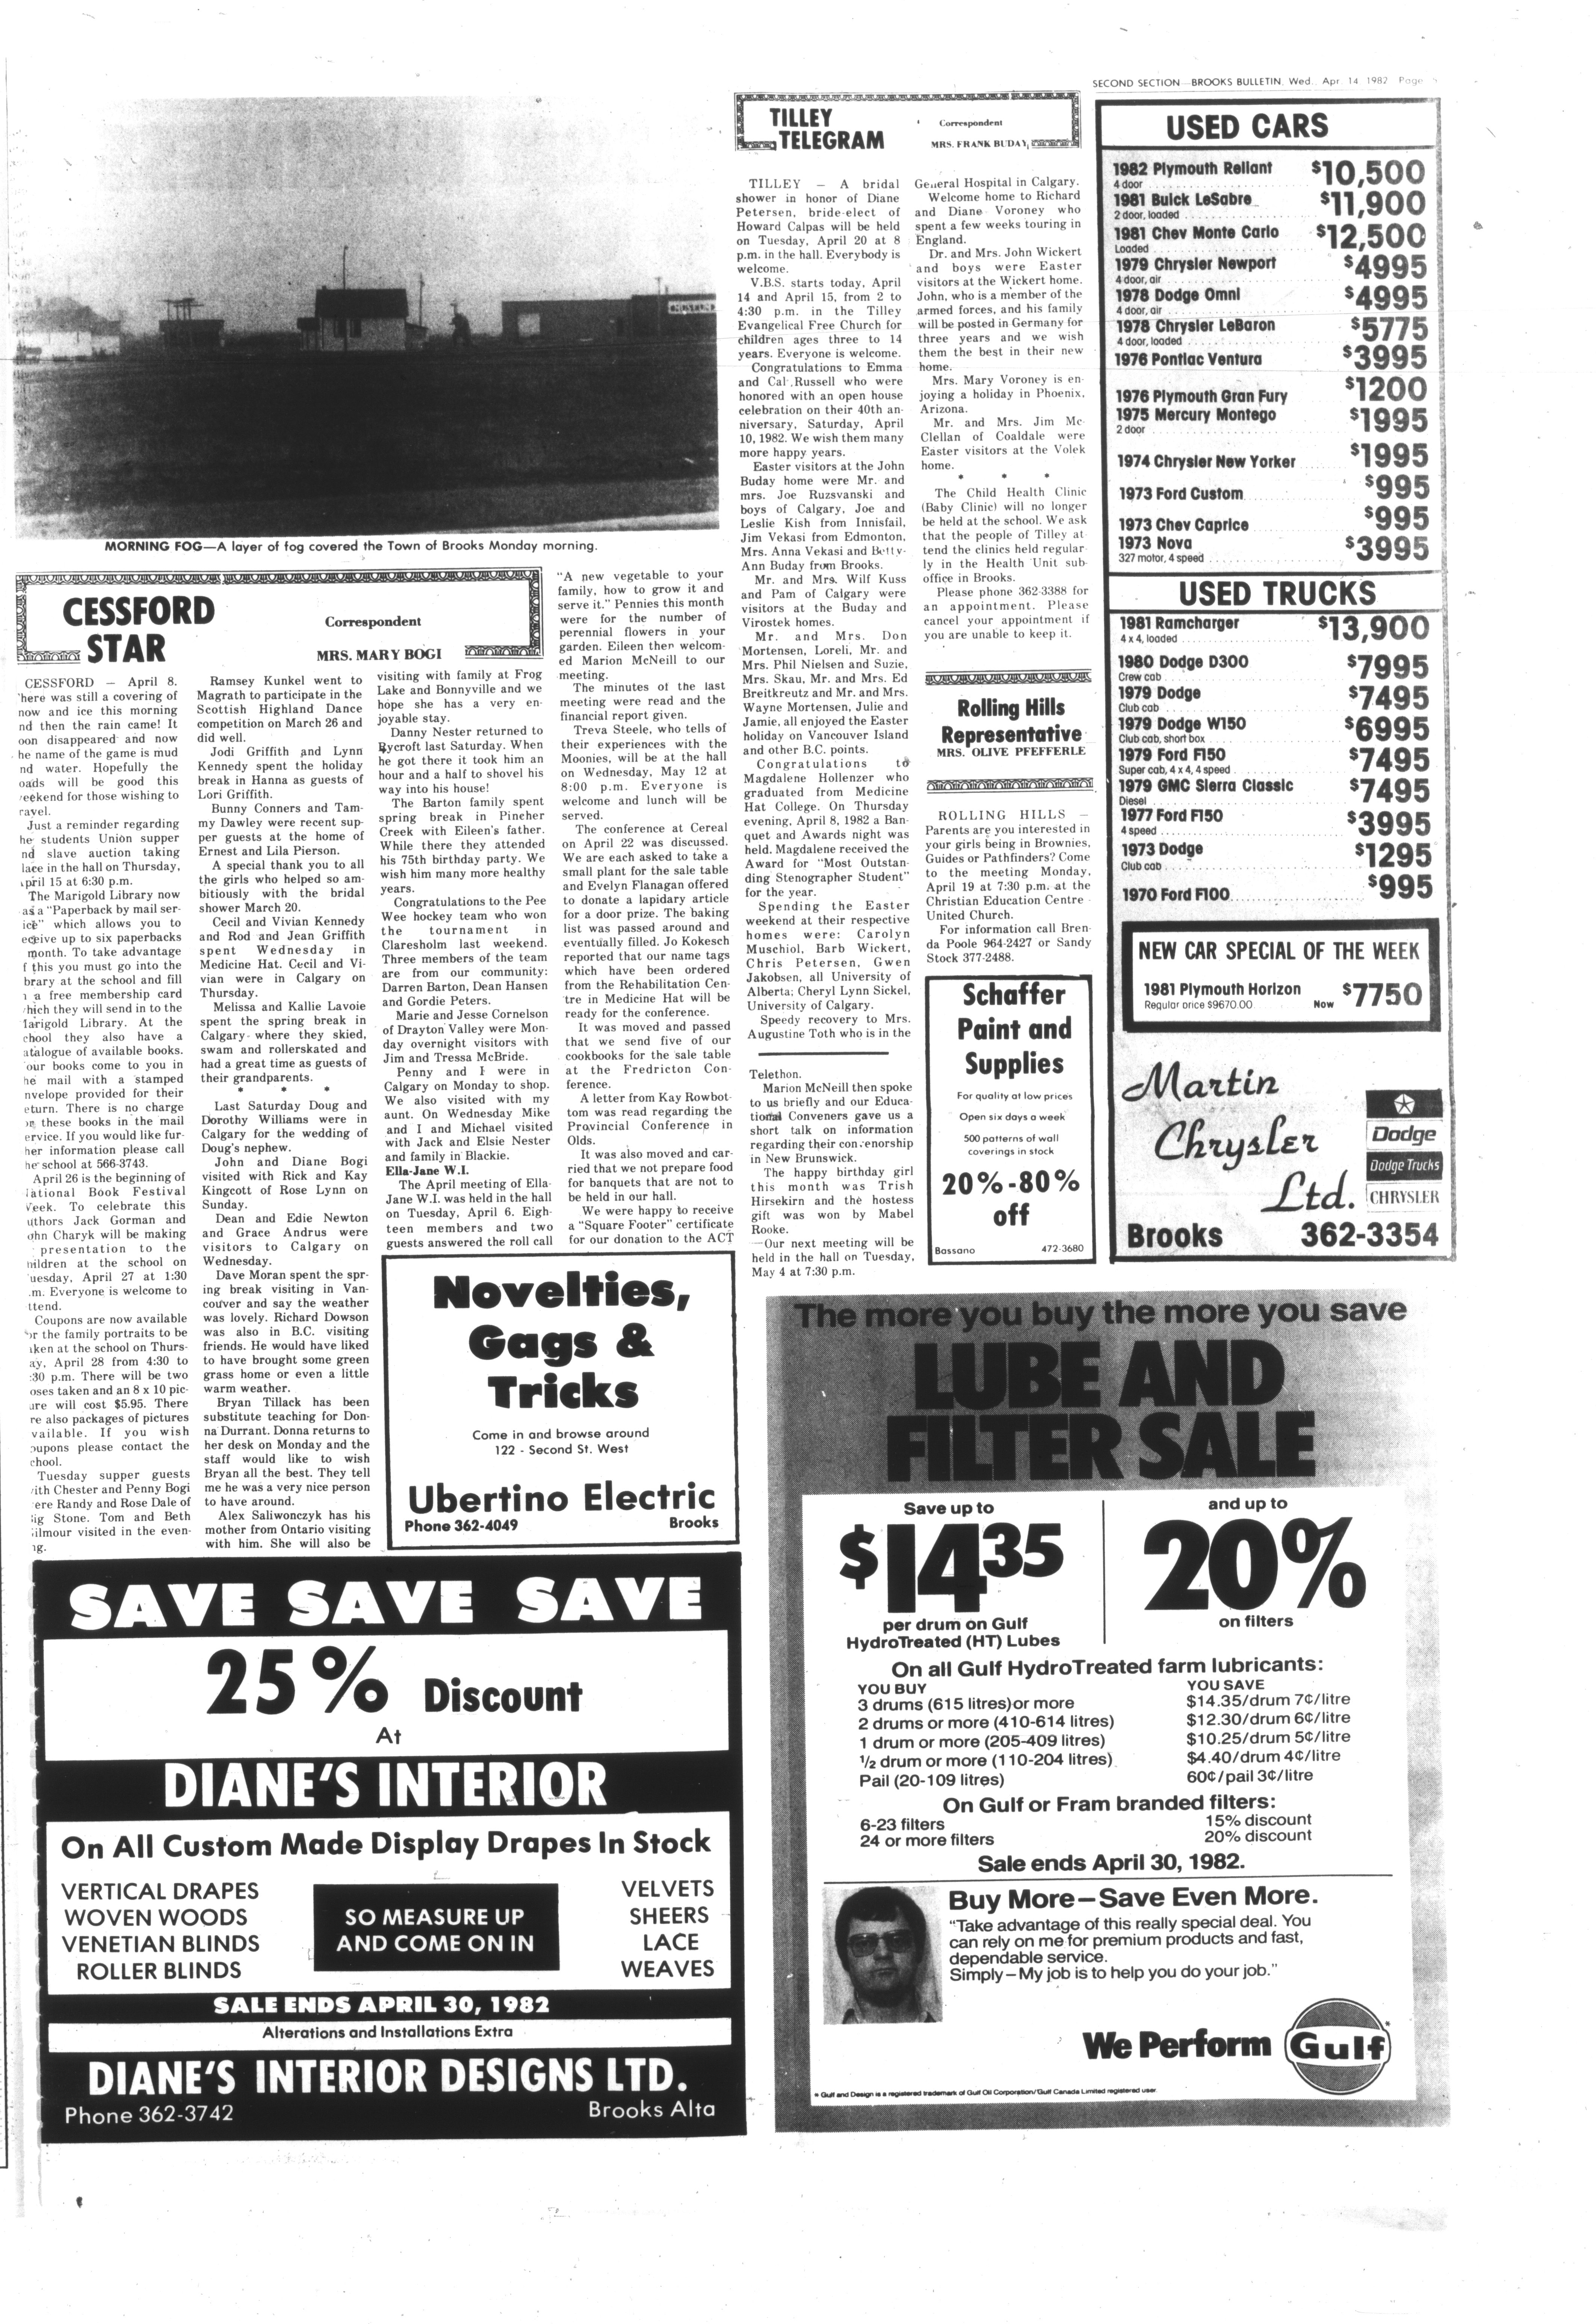 SECOND SECTION—BROOKS BULLETIN, Wed., Apr. 14, 1982 Page
MORNING FOG—A layer of fog covered the Town of Brooks Monday morning.
CESSFORD
STAR
Correspondent
MRS. MARY BOGI
CESSFORD — April 8.
here was still a covering of
now and ice this morning
nd then the rain came! It
oon disappeared and now
he name of the game is mud
nd water. Hopefully the
oads will be good this
eekend for those wishing to
ravel.
Just a reminder regarding
he students Union supper
nd slave auction taking
lace in the hall on Thursday,
April 15 at 6:30 p.m.
The Marigold Library now
as a "Paperback by mail ser-
ice" which allows you to
eceive up to six paperbacks
month. To take advantage
f this you must go into the
brary at the school and fill
a free membership card
hich they will send in to the
Marigold Library. At the
chool they also have a
atalogue of available books.
our books come to you in
he mail with a stamped
nvelope provided for their
eturn. There is no charge
on these books in the mail
ervice. If you would like fur-
her information please call
he school at 566-3743.
April 26 is the beginning of
National Book Festival
Week. To celebrate this
uthors Jack Gorman and
ohn Charyk will be making
presentation to the
hildren at the school on
uesday, April 27 at 1:30
.m. Everyone is welcome to
ttend.
Coupons are now available
or the family portraits to be
aken at the school on Thurs-
ay, April 28 from 4:30 to
:30 p.m. There will be two
oses taken and an 8 x 10 pic-
ure will cost $5.95. There
re also packages of pictures
vailable. If you wish
oupons please contact the
chool.
Tuesday supper guests
with Chester and Penny Bogi
ere Randy and Rose Dale of
Big Stone. Tom and Beth
ilmour visited in the even-
ng.
Ramsey Kunkel went to
Magrath to participate in the
Scottish Highland Dance
competition on March 26 and
did well.
Jodi Griffith and Lynn
Kennedy spent the holiday
break in Hanna as guests of
Lori Griffith.
Bunny Conners and Tam-
my Dawley were recent sup-
per guests at the home of
Ernest and Lila Pierson.
A special thank you to all
the girls who helped so am-
bitiously with the bridal
shower March 20.
Cecil and Vivian Kennedy
and Rod and Jean Griffith
spent Wednesday in
Medicine Hat. Cecil and Vi-
vian were in Calgary on
Thursday.
Melissa and Kallie Lavoie
spent the spring break in
Calgary where they skied,
swam and rollerskated and
had a great time as guests of
their grandparents.
* * *
Last Saturday Doug and
Dorothy Williams were in
Calgary for the wedding of
Doug's nephew.
John and Diane Bogi
visited with Rick and Kay
Kingcott of Rose Lynn on
Sunday.
Dean and Edie Newton
and Grace Andrus were
visitors to Calgary on
Wednesday.
Dave Moran spent the spr-
ing break visiting in Van-
couver and say the weather
was lovely. Richard Dowson
was also in B.C. visiting
friends. He would have liked
to have brought some green
grass home or even a little
warm weather.
Bryan Tillack has been
substitute teaching for Don-
na Durrant. Donna returns to
her desk on Monday and the
staff would like to wish
Bryan all the best. They tell
me he was a very nice person
to have around.
Alex Saliwonczyk has his
mother from Ontario visiting
with him. She will also be
visiting with family at Frog
Lake and Bonnyville and we
hope she has a very en-
joyable stay.
Danny Nester returned to
Rycroft last Saturday. When
he got there it took him an
hour and a half to shovel his
way into his house!
The Barton family spent
spring break in Pincher
Creek with Eileen's father.
While there they attended
his 75th birthday party. We
wish him many more healthy
years.
Congratulations to the Pee
Wee hockey team who won
the tournament in
Claresholm last weekend.
Three members of the team
are from our community:
Darren Barton, Dean Hansen
and Gordie Peters.
Marie and Jesse Cornelson
of Drayton Valley were Mon-
day overnight visitors with
Jim and Tressa McBride.
Penny and I were in
Calgary on Monday to shop.
We also visited with my
aunt. On Wednesday Mike
and I and Michael visited
with Jack and Elsie Nester
and family in Blackie.
Ella-Jane W.I.
The April meeting of Ella-
Jane W.I. was held in the hall
on Tuesday, April 6. Eigh-
teen members and two
guests answered the roll call
"A new vegetable to your
family, how to grow it and
serve it." Pennies this month
were for the number of
perennial flowers in your
garden. Eileen then welcom-
ed Marion McNeill to our
meeting.
The minutes of the last
meeting were read and the
financial report given.
Treva Steele, who tells of
their experiences with the
Moonies, will be at the hall
on Wednesday, May 12 at
8:00 p.m. Everyone is
welcome and lunch will be
served.
The conference at Cereal
on April 22 was discussed.
We are each asked to take a
small plant for the sale table
and Evelyn Flanagan offered
to donate a lapidary article
for a door prize. The baking
list was passed around and
eventually filled. Jo Kokesch
reported that our name tags
which have been ordered
from the Rehabilitation Cen-
tre in Medicine Hat will be
ready for the conference.
It was moved and passed
that we send five of our
cookbooks for the sale table
at the Fredricton Con-
ference.
A letter from Kay Rowbot-
tom was read regarding the
Provincial Conference in
Olds.
It was also moved and car-
ried that we not prepare food
for banquets that are not to
be held in our hall.
We were happy to receive
a "Square Footer" certificate
for our donation to the ACT
Telethon.
Marion McNeill then spoke
to us briefly and our Educa-
tional Conveners gave us a
short talk on information
regarding their convenorship
in New Brunswick.
The happy birthday girl
this month was Trish
Hirsekirn and the hostess
gift was won by Mabel
Rooke.
Our next meeting will be
held in the hall on Tuesday,
May 4 at 7:30 p.m.
TILLEY
TELEGRAM
Correspondent
MRS. FRANK BUDAY
TILLEY — A bridal
shower in honor of Diane
Petersen, bride-elect of
Howard Calpas will be held
on Tuesday, April 20 at 8
p.m. in the hall. Everybody is
welcome.
V.B.S. starts today, April
14 and April 15, from 2 to
4:30 p.m. in the Tilley
Evangelical Free Church for
children ages three to 14
years. Everyone is welcome.
Congratulations to Emma
and Cal Russell who were
honored with an open house
celebration on their 40th an-
niversary, Saturday, April
10, 1982. We wish them many
more happy years.
Easter visitors at the John
Buday home were Mr. and
mrs. Joe Ruzsvanski and
boys of Calgary, Joe and
Leslie Kish from Innisfail,
Jim Vekasi from Edmonton,
Mrs. Anna Vekasi and Betty-
Ann Buday from Brooks.
Mr. and Mrs. Wilf Kuss
and Pam of Calgary were
visitors at the Buday and
Virostek homes.
Mr. and Mrs. Don
Mortensen, Loreli, Mr. and
Mrs. Phil Nielsen and Suzie,
Mrs. Skau, Mr. and Mrs. Ed
Breitkreutz and Mr. and Mrs.
Wayne Mortensen, Julie and
Jamie, all enjoyed the Easter
holiday on Vancouver Island
and other B.C. points.
Congratulations to
Magdalene Hollenzer who
graduated from Medicine
Hat College. On Thursday
evening, April 8, 1982 a Ban-
quet and Awards night was
held. Magdalene received the
Award for "Most Outstan-
ding Stenographer Student"
for the year.
Spending the Easter
weekend at their respective
homes were: Carolyn
Muschiol, Barb Wickert,
Chris Petersen, Gwen
Jakobsen, all University of
Alberta; Cheryl Lynn Sickel,
University of Calgary.
Speedy recovery to Mrs.
Augustine Toth who is in the
General Hospital in Calgary.
Welcome home to Richard
and Diane Voroney who
spent a few weeks touring in
England.
Dr. and Mrs. John Wickert
and boys were Easter
visitors at the Wickert home.
John, who is a member of the
armed forces, and his family
will be posted in Germany for
three years and we wish
them the best in their new
home.
Mrs. Mary Voroney is en-
joying a holiday in Phoenix,
Arizona.
Mr. and Mrs. Jim Mc-
Clellan of Coaldale were
Easter visitors at the Volek
home.
* * *
The Child Health Clinic
(Baby Clinic) will no longer
be held at the school. We ask
that the people of Tilley at
tend the clinics held regular-
ly in the Health Unit sub-
office in Brooks.
Please phone 362-3388 for
an appointment. Please
cancel your appointment if
you are unable to keep it.
Rolling Hills
Representative
MRS. OLIVE PFEFFERLE
ROLLING HILLS —
Parents are you interested in
your girls being in Brownies,
Guides or Pathfinders? Come
to the meeting Monday,
April 19 at 7:30 p.m. at the
Christian Education Centre
United Church.
For information call Bren-
da Poole 964-2427 or Sandy
Stock 377-2488.
Schaffer
Paint and
Supplies
For quality at low prices
Open six days a week
500 patterns of wall
coverings in stock
20%-80%
off
Bassano 472-3680
USED CARS
1982 Plymouth Reliant $10,500
4 door
1981 Buick LeSabre $11,900
2 door, loaded
1981 Chev Monte Carlo $12,500
Loaded
1979 Chrysler Newport $4995
4 door, air
1978 Dodge Omni $4995
4 door, air
1978 Chrysler LeBaron $5775
4 door, loaded
1976 Pontiac Ventura $3995
1976 Plymouth Gran Fury $1200
1975 Mercury Montego $1995
2 door
1974 Chrysler New Yorker $1995
1973 Ford Custom $995
1973 Chev Caprice $995
1973 Nova $3995
327 motor, 4 speed
USED TRUCKS
1981 Ramcharger $13,900
4 x 4, loaded
1980 Dodge D300 $7995
Crew cab
1979 Dodge $7495
Club cab
1979 Dodge W150 $6995
Club cab, short box
1979 Ford F150 $7495
Super cab, 4 x 4, 4 speed
1979 GMC Sierra Classic $7495
Diesel
1977 Ford F150 $3995
4 speed
1973 Dodge $1295
Club cab
1970 Ford F100 $995
NEW CAR SPECIAL OF THE WEEK
1981 Plymouth Horizon
Regular price $9670.00 Now $7750
Martin
Chrysler
Ltd.
Dodge
Dodge Trucks
CHRYSLER
Brooks 362-3354
Novelties,
Gags &
Tricks
Come in and browse around
122 - Second St. West
Ubertino Electric
Phone 362-4049 Brooks
SAVE SAVE SAVE
25% Discount
At
DIANE'S INTERIOR
On All Custom Made Display Drapes In Stock
VERTICAL DRAPES
WOVEN WOODS
VENETIAN BLINDS
ROLLER BLINDS
SO MEASURE UP
AND COME ON IN
VELVETS
SHEERS
LACE
WEAVES
SALE ENDS APRIL 30, 1982
Alterations and Installations Extra
DIANE'S INTERIOR DESIGNS LTD.
Phone 362-3742 Brooks Alta
The more you buy the more you save
LUBE AND
FILTER SALE
Save up to
$14.35
per drum on Gulf
HydroTreated (HT) Lubes
and up to
20%
on filters
On all Gulf HydroTreated farm lubricants:
YOU BUY YOU SAVE
3 drums (615 litres)or more $14.35/drum 7¢/litre
2 drums or more (410-614 litres) $12.30/drum 6¢/litre
1 drum or more (205-409 litres) $10.25/drum 5¢/litre
1/2 drum or more (110-204 litres) $4.40/drum 4¢/litre
Pail (20-109 litres) 60¢/pail 3¢/litre
On Gulf or Fram branded filters:
6-23 filters 15% discount
24 or more filters 20% discount
Sale ends April 30, 1982.
Buy More—Save Even More.
"Take advantage of this really special deal. You
can rely on me for premium products and fast,
dependable service.
Simply—My job is to help you do your job."
We Perform
Gulf*
* Gulf and Design is a registered trademark of Gulf Oil Corporation/Gulf Canada Limited registered user.